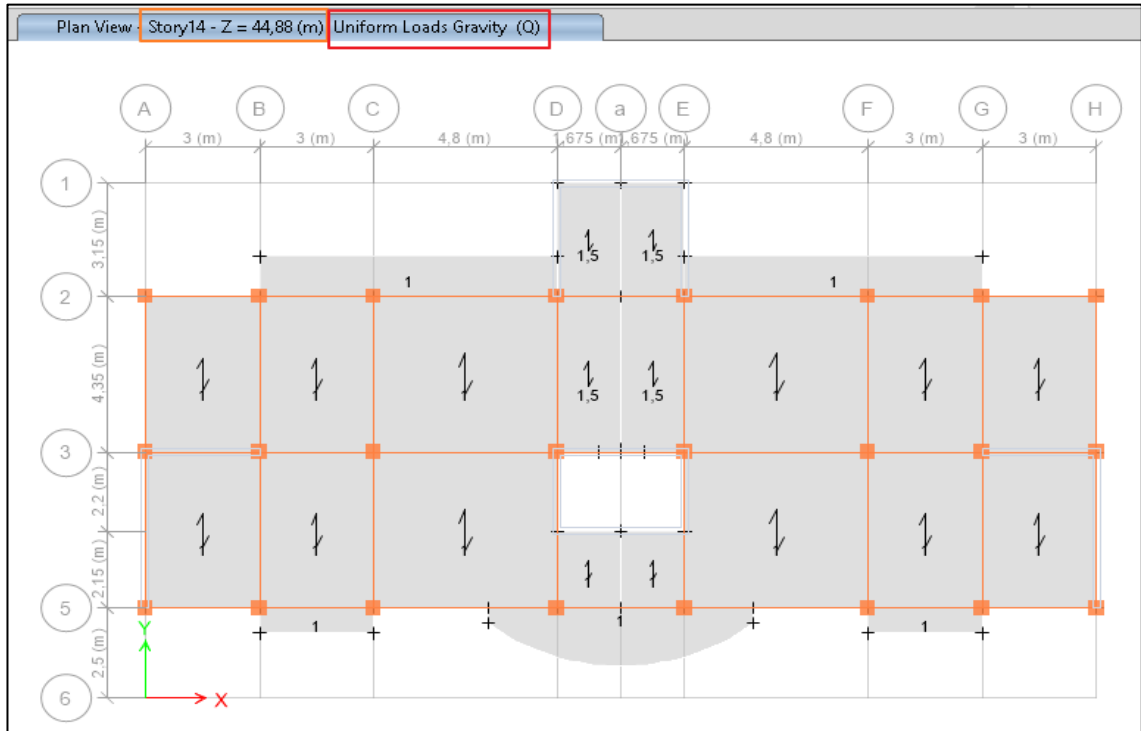 Plan View - Story14 - Z = 44,88 (m) Uniform Loads Gravity (Q)
A B C D a E F G H
3 (m) 3 (m) 4,8 (m) 1,675 (m) 1,675 (m) 4,8 (m) 3 (m) 3 (m)
1
3,15 (m)
1,5 1,5
1 1
2
4,35 (m)
1,5 1,5
3
2,2 (m)
2,15 (m)
5
1 1 1
Y
2,5 (m)
6 X